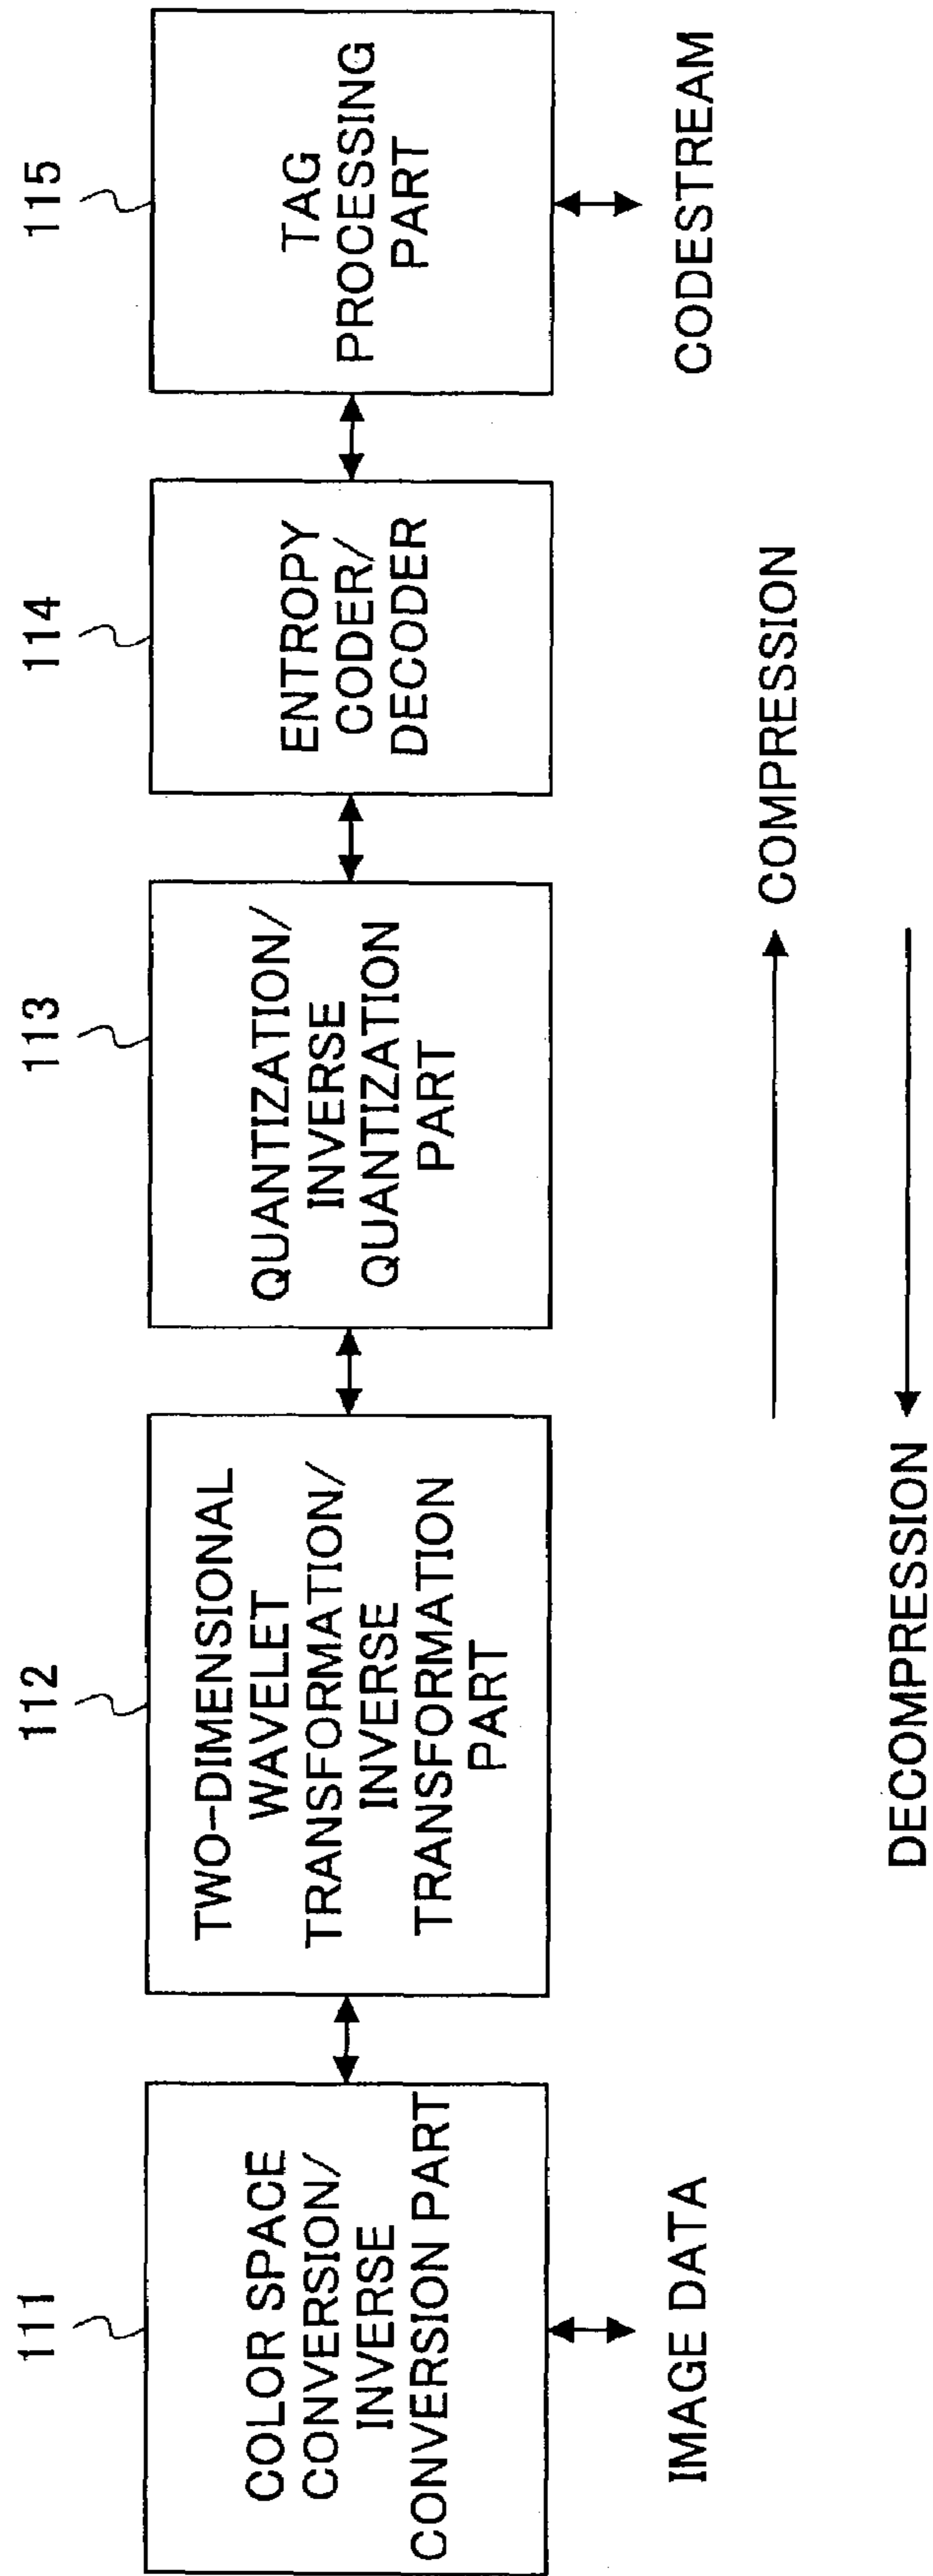 111
COLOR SPACE
CONVERSION/
INVERSE
CONVERSION PART
IMAGE DATA
112
TWO-DIMENSIONAL
WAVELET
TRANSFORMATION/
INVERSE
TRANSFORMATION
PART
113
QUANTIZATION/
INVERSE
QUANTIZATION
PART
114
ENTROPY
CODER/
DECODER
115
TAG
PROCESSING
PART
CODESTREAM
COMPRESSION
DECOMPRESSION